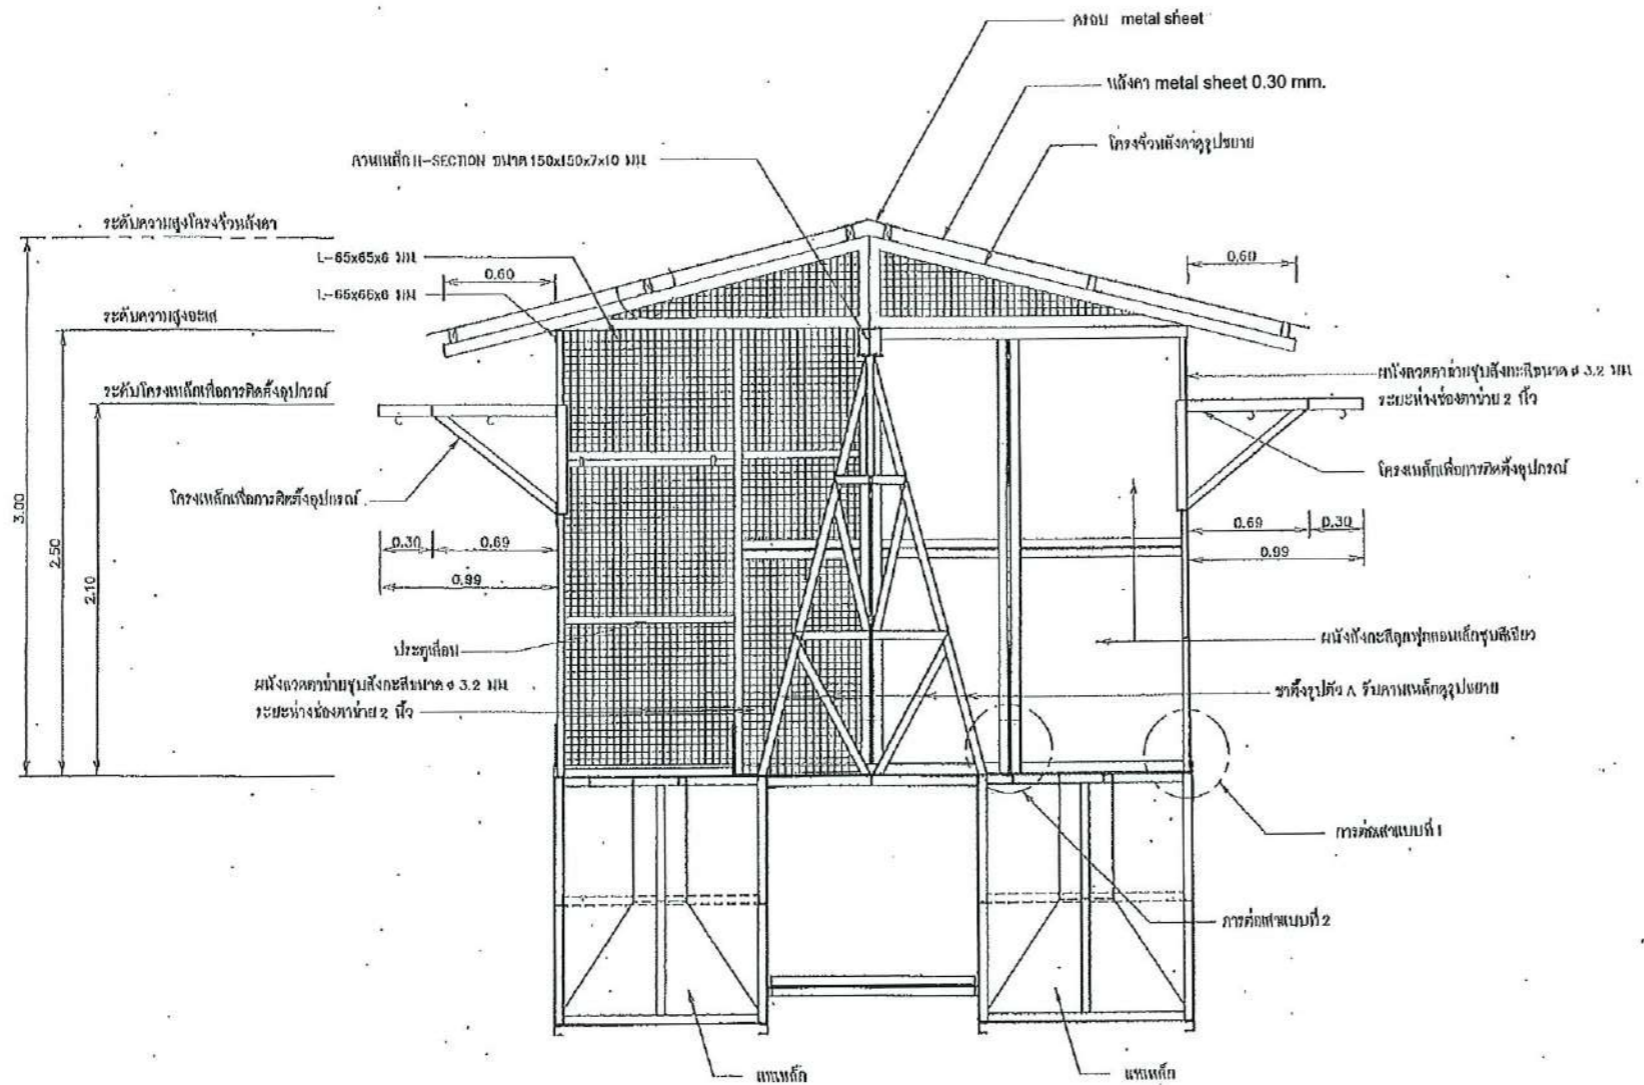 ครอบ metal sheet
หลังคา metal sheet 0.30 mm.
โครงจั่วหลังคาดูรูปขยาย
คานเหล็ก H-SECTION ขนาด 150x150x7x10 มม.
ระดับความสูงโครงจั่วหลังคา
L-65x65x6 มม.
0.60
0.60
L-65x65x6 มม.
ระดับความสูงอะเส
ผนังลวดตาข่ายชุบสังกะสีขนาด ø 3.2 มม.
ระยะห่างช่องตาข่าย 2 นิ้ว
ระดับโครงเหล็กเพื่อการติดตั้งอุปกรณ์
โครงเหล็กเพื่อการติดตั้งอุปกรณ์
โครงเหล็กเพื่อการติดตั้งอุปกรณ์
3.00
2.50
2.10
0.30
0.69
0.99
0.69
0.30
0.99
ประตูเลื่อน
ผนังสังกะสีลูกฟูกลอนเล็กชุบสีเขียว
ผนังลวดตาข่ายชุบสังกะสีขนาด ø 3.2 มม.
ระยะห่างช่องตาข่าย 2 นิ้ว
ขาตั้งรูปตัว A รับคานเหล็กดูรูปขยาย
การต่อเสาแบบที่ 1
การต่อเสาแบบที่ 2
แทนเหล็ก
แทนเหล็ก